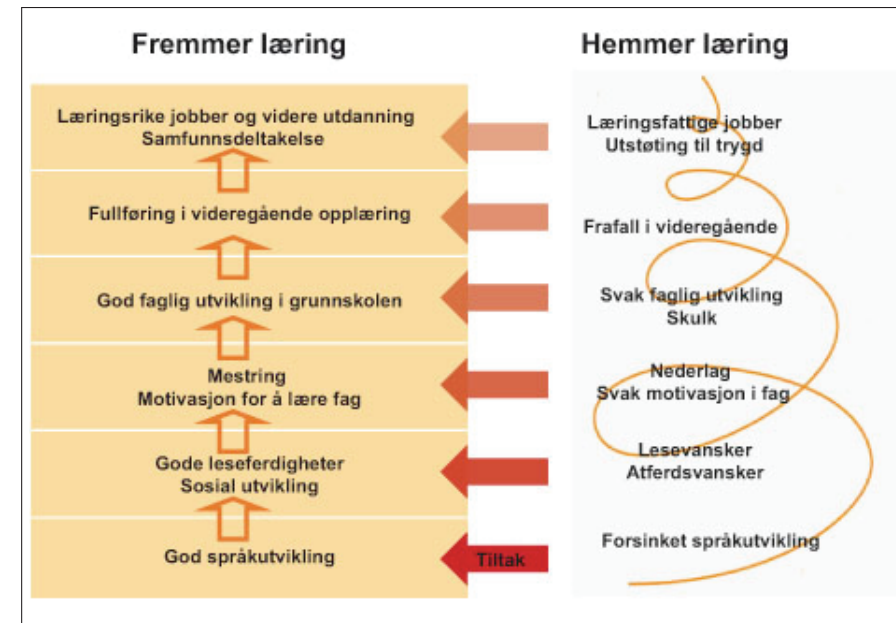 Fremmer læring
Læringsrike jobber og videre utdanning
Samfunnsdeltakelse
Fullføring i videregående opplæring
God faglig utvikling i grunnskolen
Mestring
Motivasjon for å lære fag
Gode leseferdigheter
Sosial utvikling
God språkutvikling
Tiltak
Hemmer læring
Læringsfattige jobber
Utstøting til trygd
Frafall i videregående
Svak faglig utvikling
Skulk
Nederlag
Svak motivasjon i fag
Lesevansker
Atferdsvansker
Forsinket språkutvikling